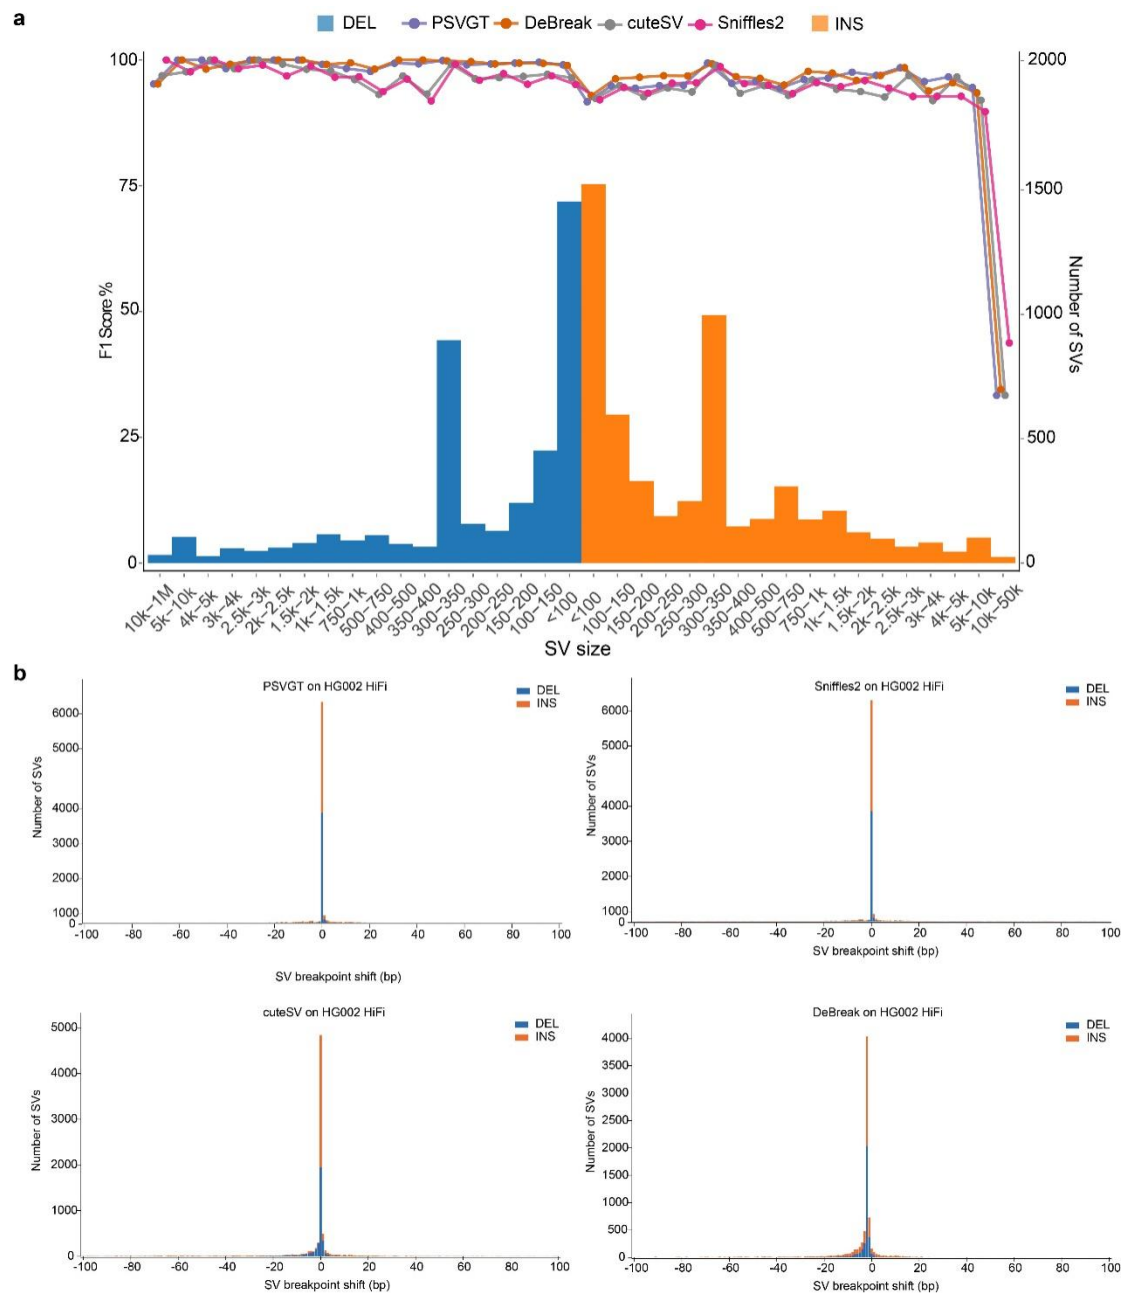 a
DEL PSVGT DeBreak cuteSV Sniffles2 INS
100
75
50
25
0
F1 Score %
2000
1500
1000
500
0
Number of SVs
10k–1M 5k–10k 4k–5k 3k–4k 2.5k–3k 2k–2.5k 1.5k–2k 1k–1.5k 750–1k 500–750 400–500 350–400 300–350 250–300 200–250 150–200 100–150 <100 <100 100–150 150–200 200–250 250–300 300–350 350–400 400–500 500–750 750–1k 1k–1.5k 1.5k–2k 2k–2.5k 2.5k–3k 3k–4k 4k–5k 5k–10k 10k–50k
SV size
b
PSVGT on HG002 HiFi
DEL
INS
6000
5000
4000
3000
2000
1000
0
Number of SVs
-100 -80 -60 -40 -20 0 20 40 60 80 100
SV breakpoint shift (bp)
Sniffles2 on HG002 HiFi
DEL
INS
6000
5000
4000
3000
2000
1000
0
Number of SVs
-100 -80 -60 -40 -20 0 20 40 60 80 100
SV breakpoint shift (bp)
cuteSV on HG002 HiFi
DEL
INS
5000
4000
3000
2000
1000
0
Number of SVs
-100 -80 -60 -40 -20 0 20 40 60 80 100
SV breakpoint shift (bp)
DeBreak on HG002 HiFi
DEL
INS
4000
3500
3000
2500
2000
1500
1000
500
0
Number of SVs
-100 -80 -60 -40 -20 0 20 40 60 80 100
SV breakpoint shift (bp)